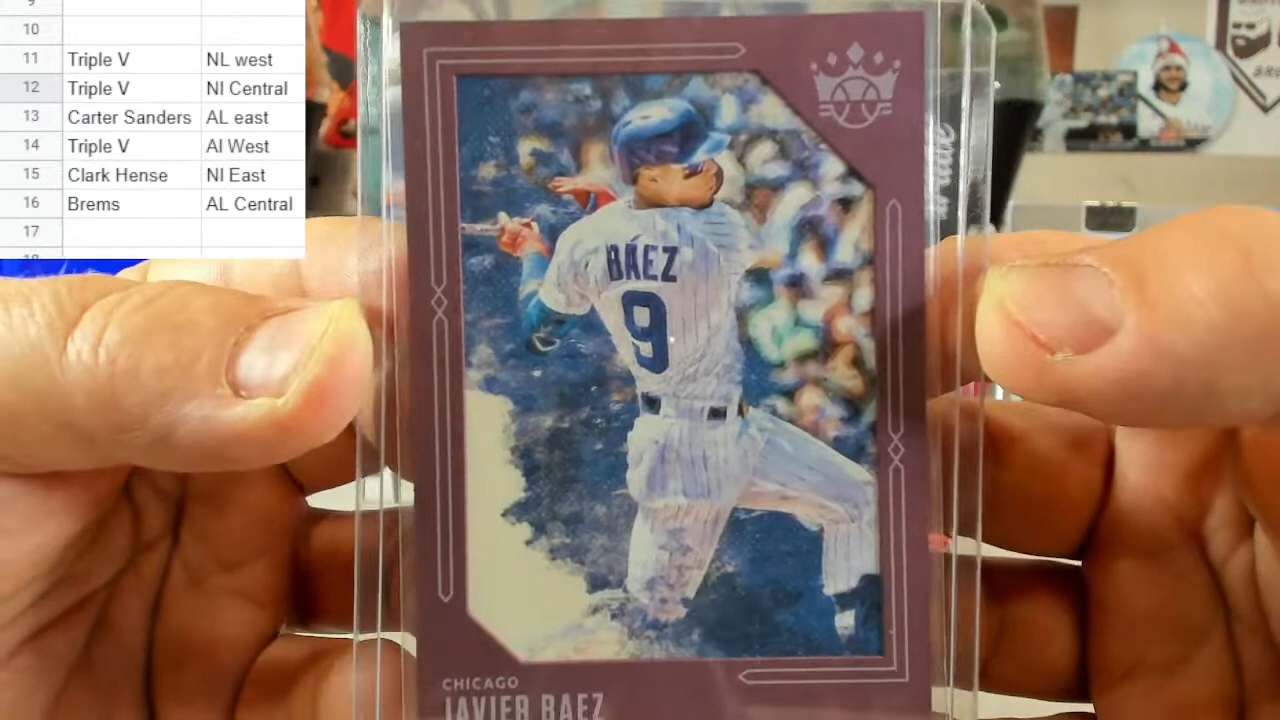 10
11 Triple V NL west
12 Triple V Nl Central
13 Carter Sanders AL east
14 Triple V Al West
15 Clark Hense Nl East
16 Brems AL Central
17
BAEZ
9
CHICAGO
JAVIER BAEZ